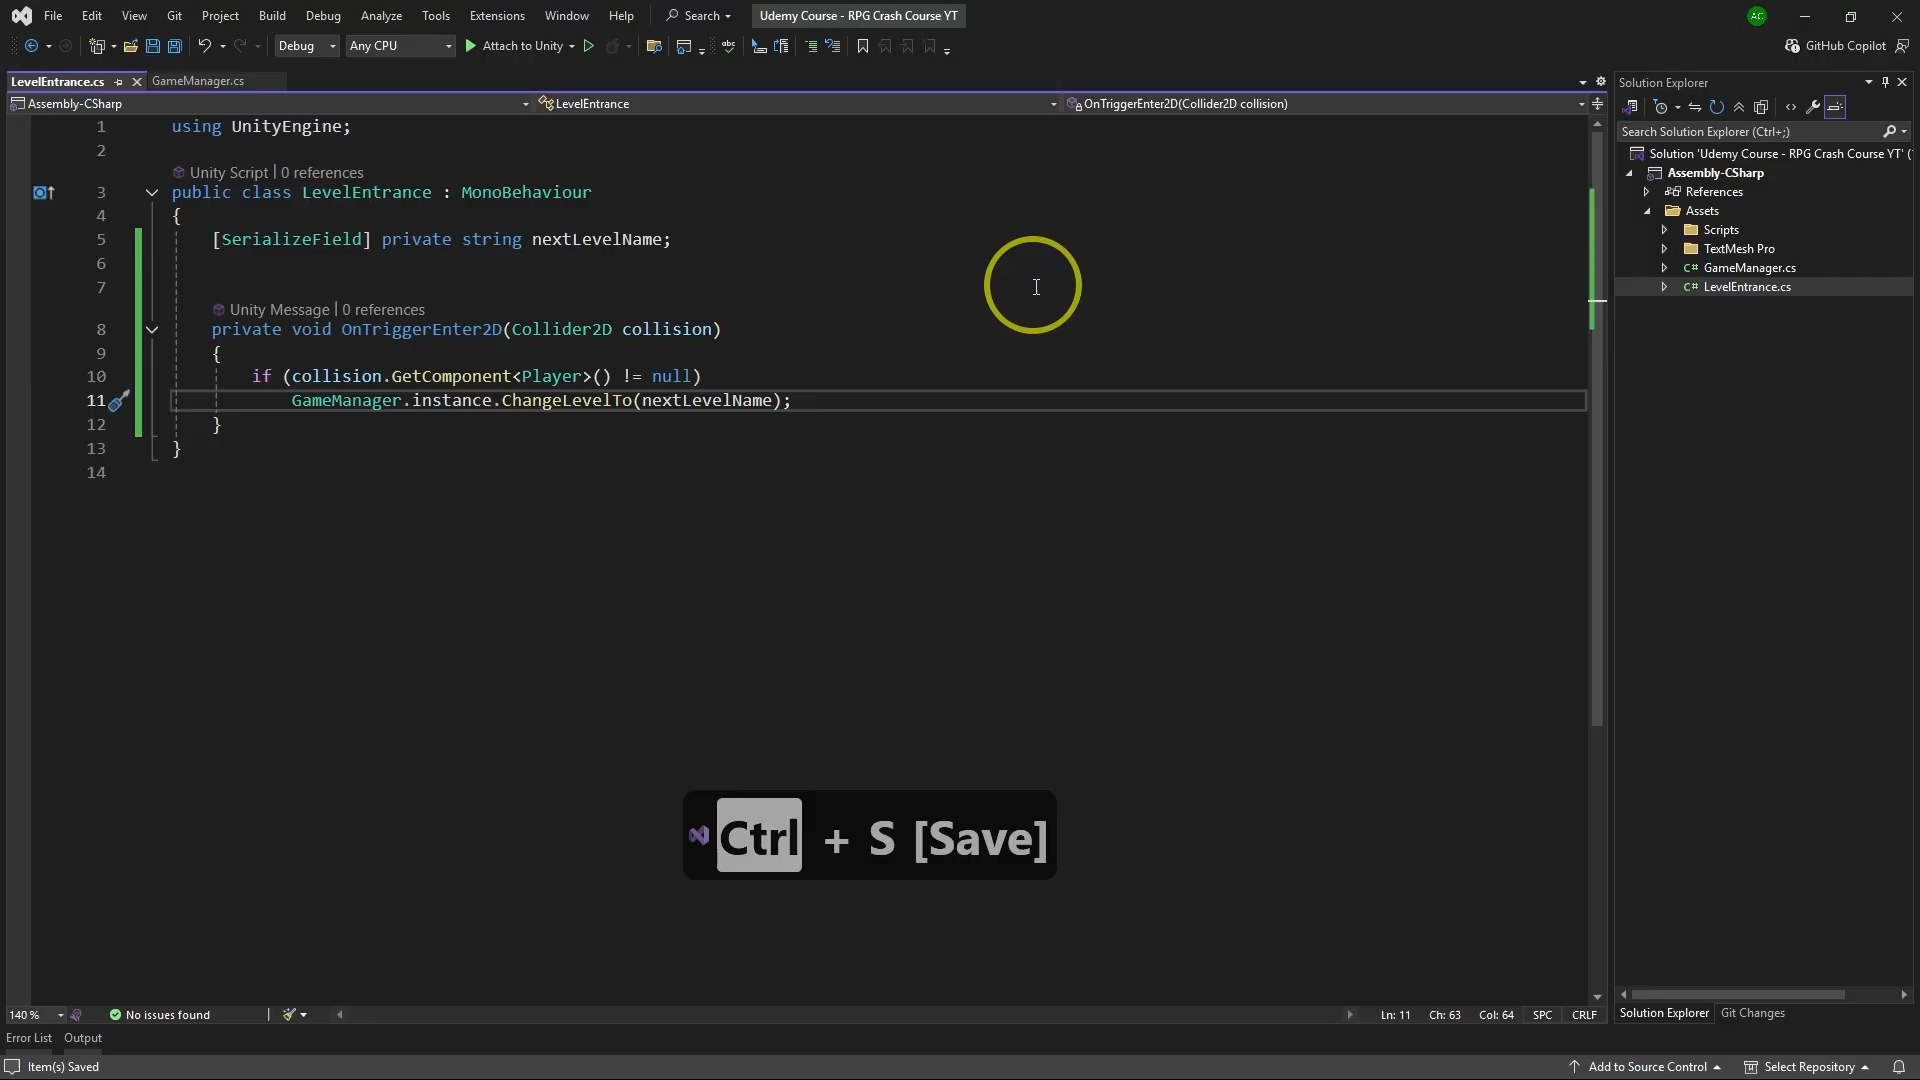 File Edit View Git Project Build Debug Analyze Tools Extensions Window Help Search Udemy Course - RPG Crash Course YT AC
Debug Any CPU Attach to Unity GitHub Copilot
LevelEntrance.cs GameManager.cs
Assembly-CSharp LevelEntrance OnTriggerEnter2D(Collider2D collision)
1 using UnityEngine;
2
Unity Script | 0 references
3 public class LevelEntrance : MonoBehaviour
4 {
5 [SerializeField] private string nextLevelName;
6
7
Unity Message | 0 references
8 private void OnTriggerEnter2D(Collider2D collision)
9 {
10 if (collision.GetComponent<Player>() != null)
11 GameManager.instance.ChangeLevelTo(nextLevelName);
12 }
13 }
14
Ctrl + S [Save]
Solution Explorer
Search Solution Explorer (Ctrl+;)
Solution 'Udemy Course - RPG Crash Course YT' (
Assembly-CSharp
References
Assets
Scripts
TextMesh Pro
C# GameManager.cs
C# LevelEntrance.cs
140 % No issues found Ln: 11 Ch: 63 Col: 64 SPC CRLF
Solution Explorer Git Changes
Error List Output
Item(s) Saved Add to Source Control Select Repository